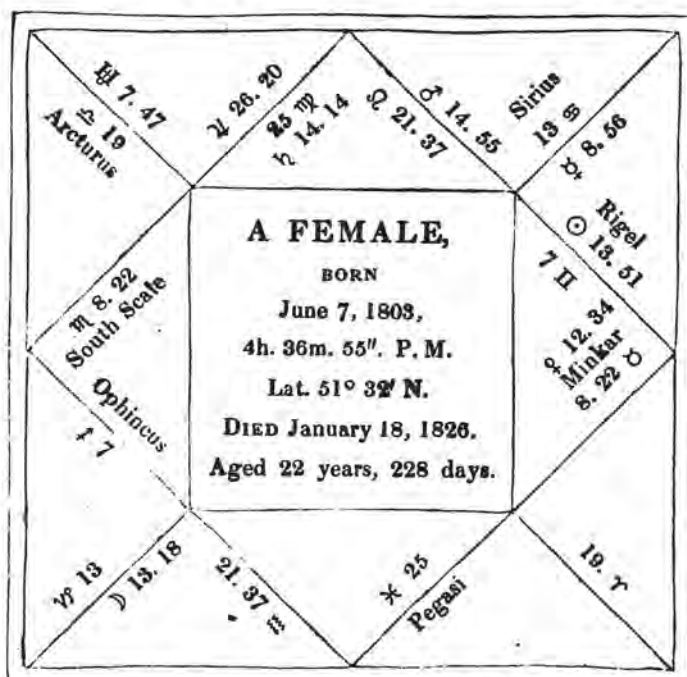 ♅ 7. 47
♎ 19
Arcturus
♃ 26. 20
25 ♍
♄ 14. 14
♌ 21. 37
♂ 14. 55
Sirius
13 ♋
☿ 8. 56
Rigel
☉ 13. 51
7 ♊
♀ 12. 34
Minkar
8. 22 ♉
A FEMALE,
BORN
June 7, 1803,
4h. 36m. 55". P. M.
Lat. 51° 32' N.
DIED January 18, 1826.
Aged 22 years, 228 days.
♏ 8. 22
South Scale
Ophincus
♐ 7
♑ 13
☽ 13. 18
21. 37 ♒
♓ 25
Pegasi
19. ♈